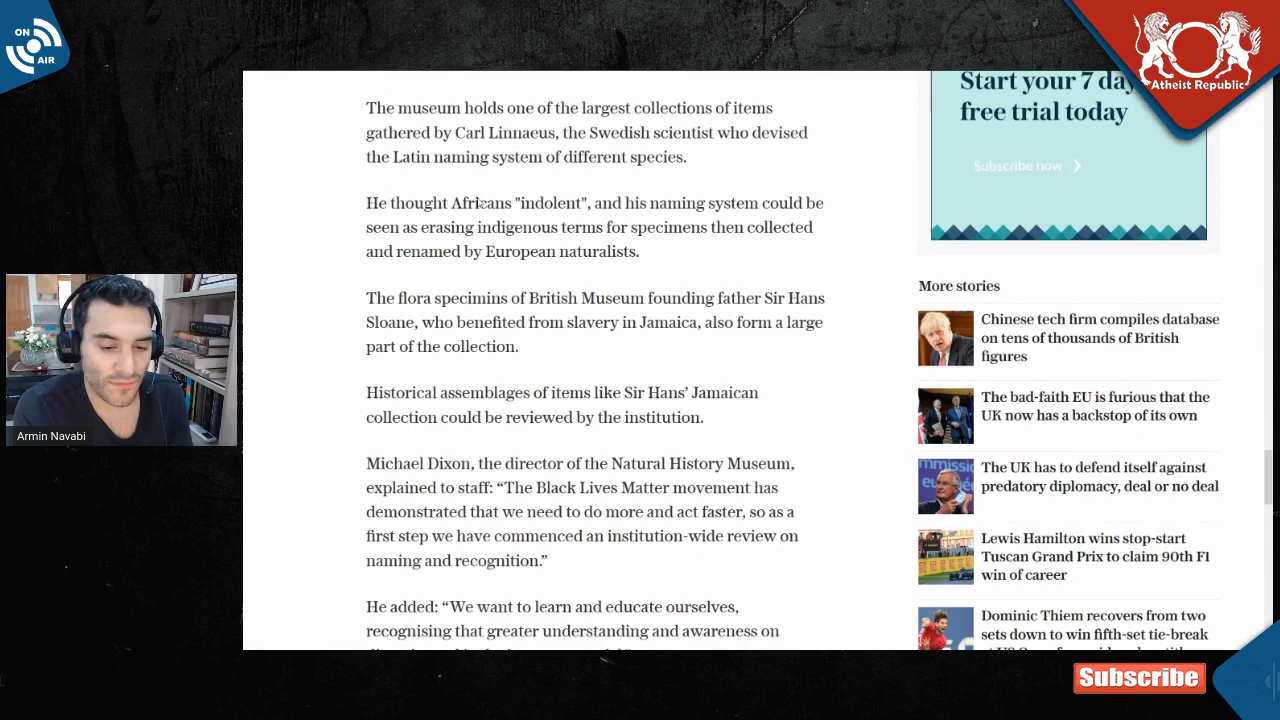 ON
AIR
Atheist Republic
Start your 7 day
free trial today
Subscribe now
The museum holds one of the largest collections of items
gathered by Carl Linnaeus, the Swedish scientist who devised
the Latin naming system of different species.
He thought Africans "indolent", and his naming system could be
seen as erasing indigenous terms for specimens then collected
and renamed by European naturalists.
The flora specimins of British Museum founding father Sir Hans
Sloane, who benefited from slavery in Jamaica, also form a large
part of the collection.
Historical assemblages of items like Sir Hans’ Jamaican
collection could be reviewed by the institution.
Michael Dixon, the director of the Natural History Museum,
explained to staff: “The Black Lives Matter movement has
demonstrated that we need to do more and act faster, so as a
first step we have commenced an institution-wide review on
naming and recognition.”
He added: “We want to learn and educate ourselves,
recognising that greater understanding and awareness on
More stories
Chinese tech firm compiles database
on tens of thousands of British
figures
The bad-faith EU is furious that the
UK now has a backstop of its own
The UK has to defend itself against
predatory diplomacy, deal or no deal
Lewis Hamilton wins stop-start
Tuscan Grand Prix to claim 90th F1
win of career
Dominic Thiem recovers from two
sets down to win fifth-set tie-break
Armin Navabi
Subscribe